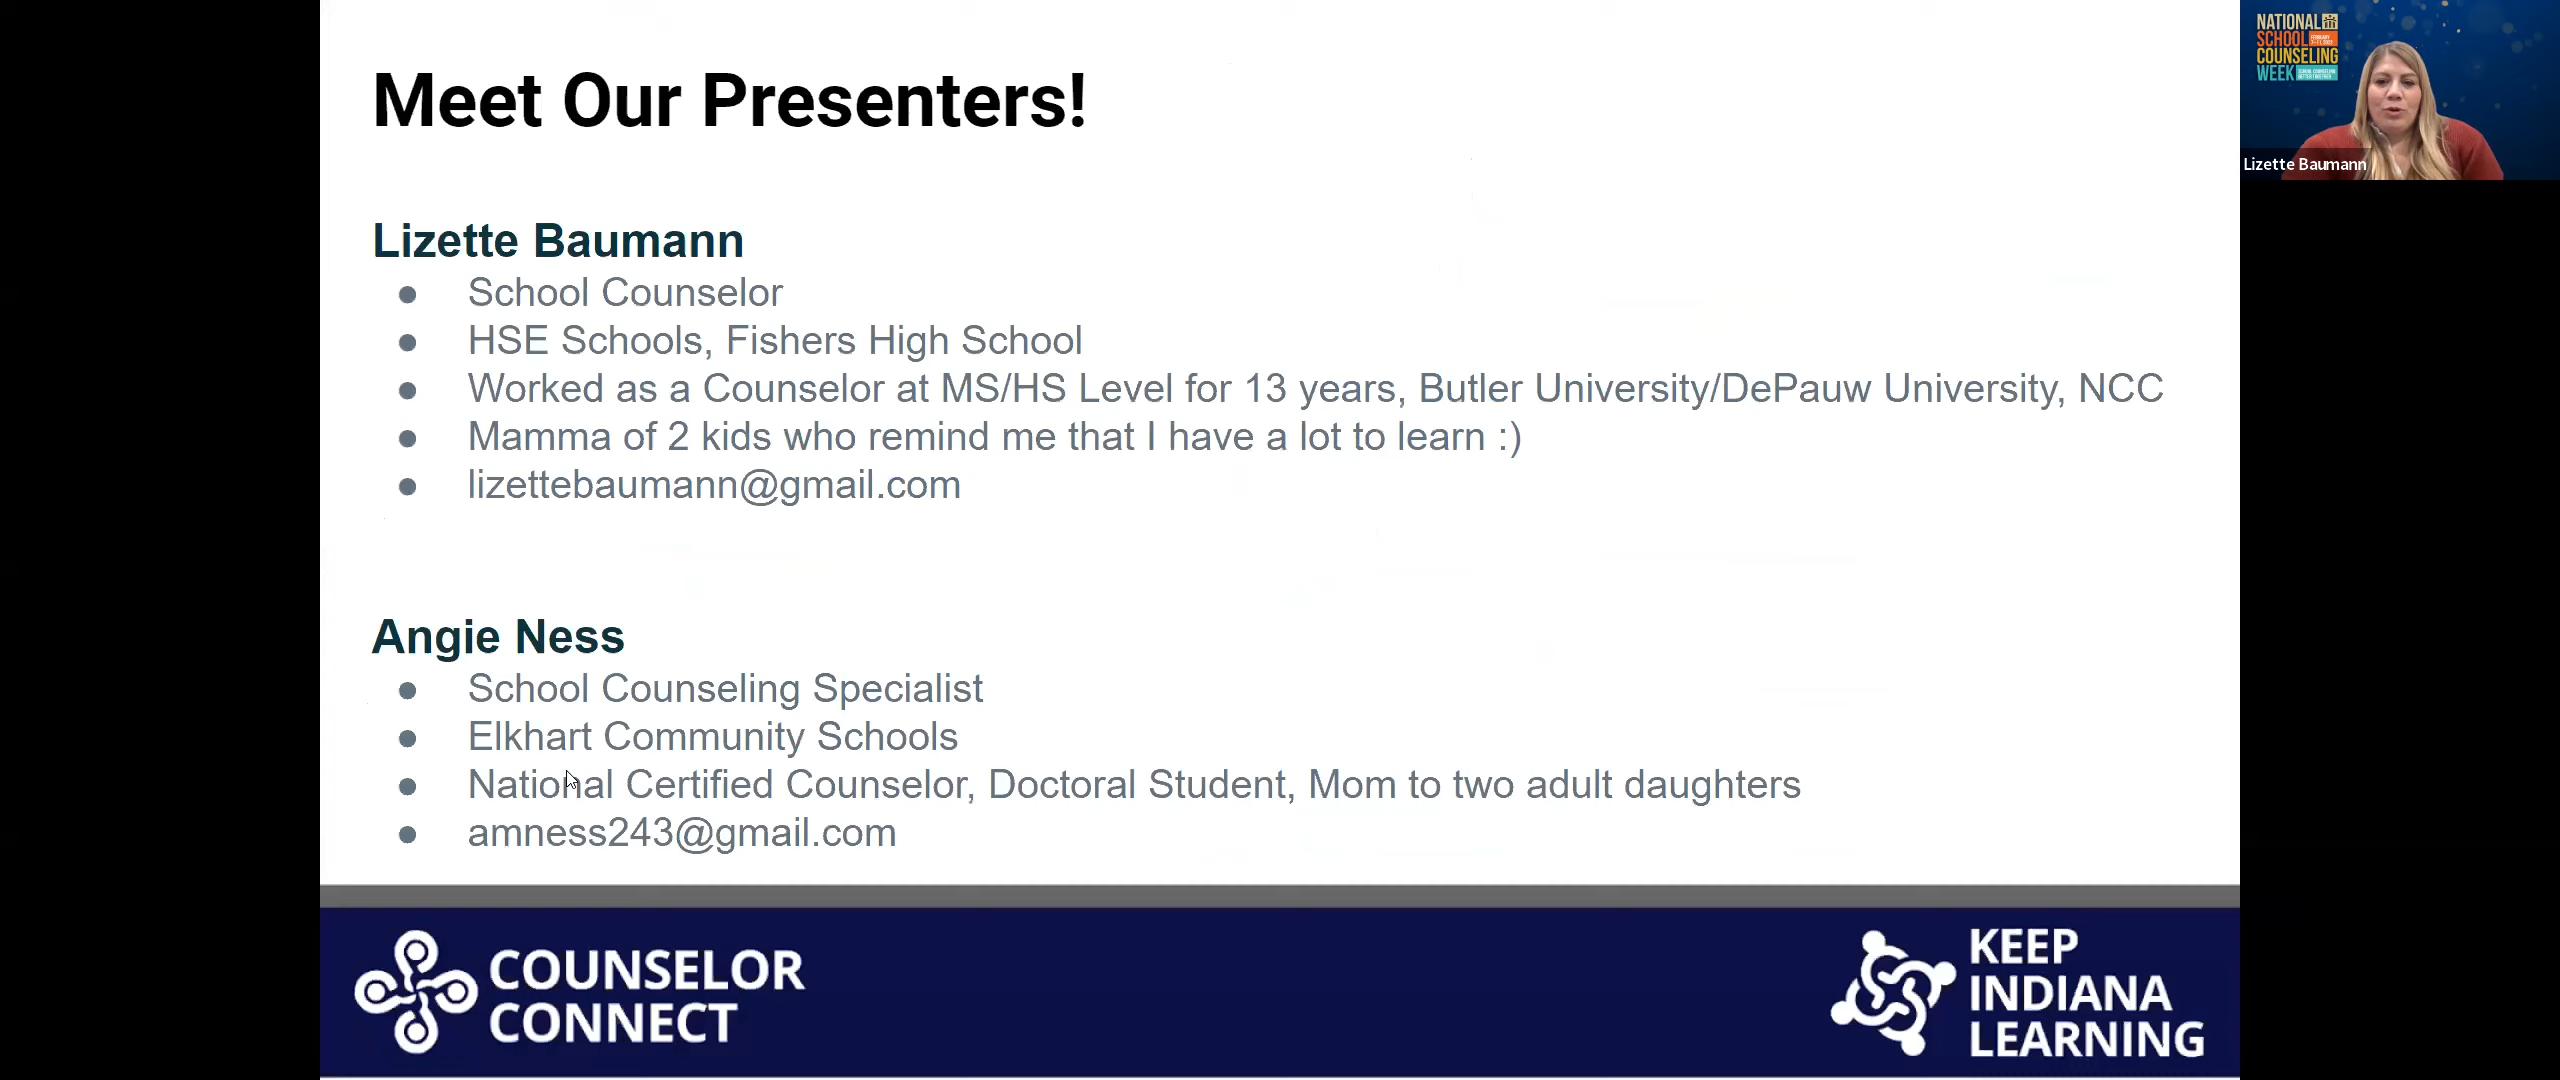 Meet Our Presenters!
Lizette Baumann
● School Counselor
● HSE Schools, Fishers High School
● Worked as a Counselor at MS/HS Level for 13 years, Butler University/DePauw University, NCC
● Mamma of 2 kids who remind me that I have a lot to learn :)
● lizettebaumann@gmail.com
Angie Ness
● School Counseling Specialist
● Elkhart Community Schools
● National Certified Counselor, Doctoral Student, Mom to two adult daughters
● amness243@gmail.com
COUNSELOR
CONNECT
KEEP
INDIANA
LEARNING
NATIONAL
SCHOOL
COUNSELING
WEEK
Lizette Baumann